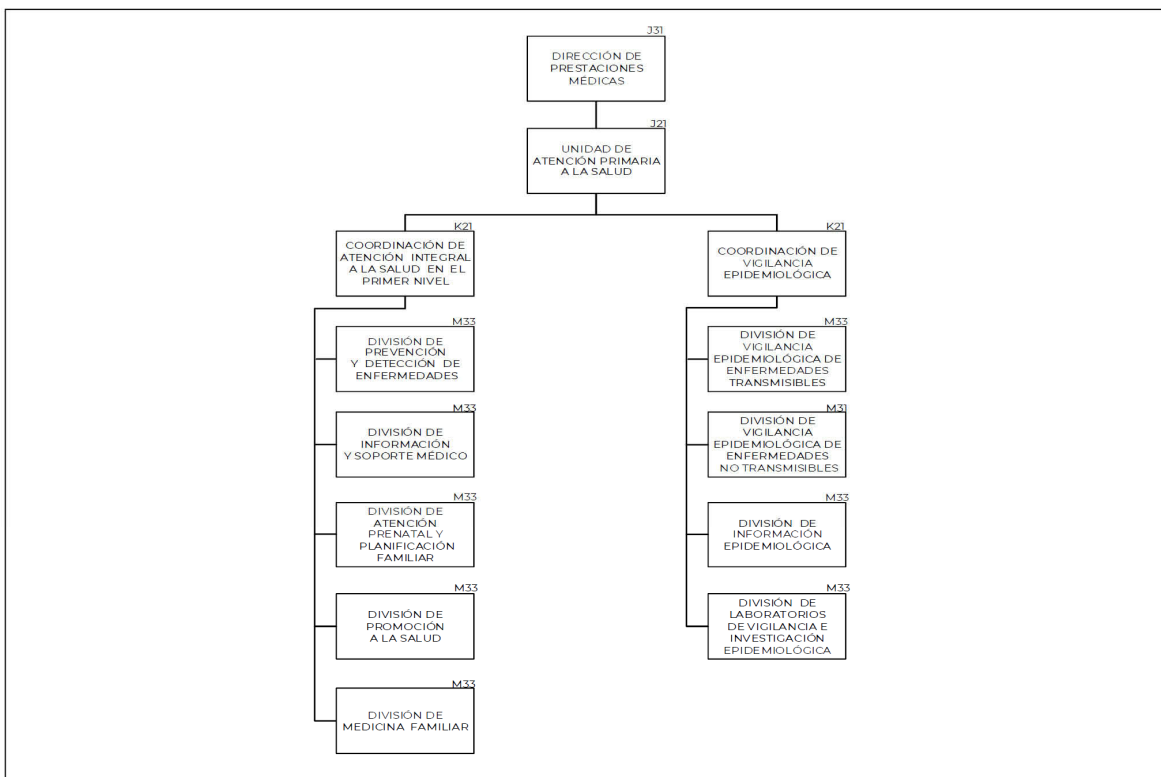 J31
DIRECCIÓN DE
PRESTACIONES
MÉDICAS
J21
UNIDAD DE
ATENCIÓN PRIMARIA
A LA SALUD
K21
COORDINACIÓN DE
ATENCIÓN INTEGRAL
A LA SALUD EN EL
PRIMER NIVEL
M33
DIVISIÓN DE
PREVENCIÓN
Y DETECCIÓN DE
ENFERMEDADES
M33
DIVISIÓN DE
INFORMACIÓN
Y SOPORTE MÉDICO
M33
DIVISIÓN DE
ATENCIÓN
PRENATAL Y
PLANIFICACIÓN
FAMILIAR
M33
DIVISIÓN DE
PROMOCIÓN
A LA SALUD
M33
DIVISIÓN DE
MEDICINA FAMILIAR
K21
COORDINACIÓN DE
VIGILANCIA
EPIDEMIOLÓGICA
M33
DIVISIÓN DE
VIGILANCIA
EPIDEMIOLÓGICA DE
ENFERMEDADES
TRANSMISIBLES
M31
DIVISIÓN DE
VIGILANCIA
EPIDEMIOLÓGICA DE
ENFERMEDADES
NO TRANSMISIBLES
M33
DIVISIÓN DE
INFORMACIÓN
EPIDEMIOLÓGICA
M33
DIVISIÓN DE
LABORATORIOS
DE VIGILANCIA E
INVESTIGACIÓN
EPIDEMIOLÓGICA